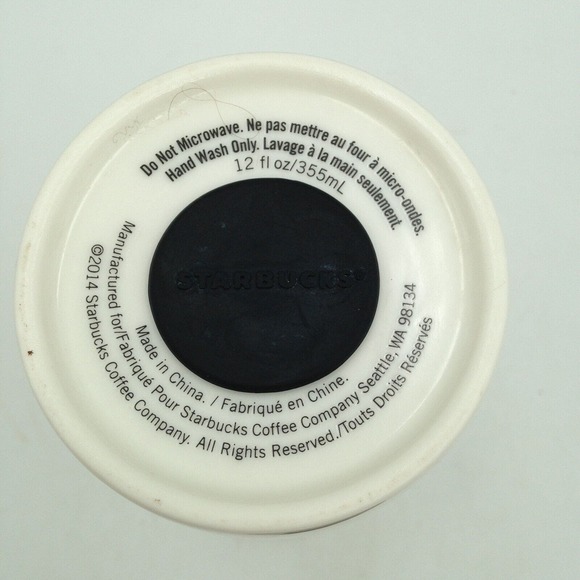 Do Not Microwave. Ne pas mettre au four à micro-ondes.
Hand Wash Only. Lavage à la main seulement.
12 fl oz/355mL
STARBUCKS®
Made in China. / Fabriqué en Chine.
Manufactured for/Fabriqué Pour Starbucks Coffee Company Seattle, WA 98134
©2014 Starbucks Coffee Company. All Rights Reserved./Touts Droits Réservés